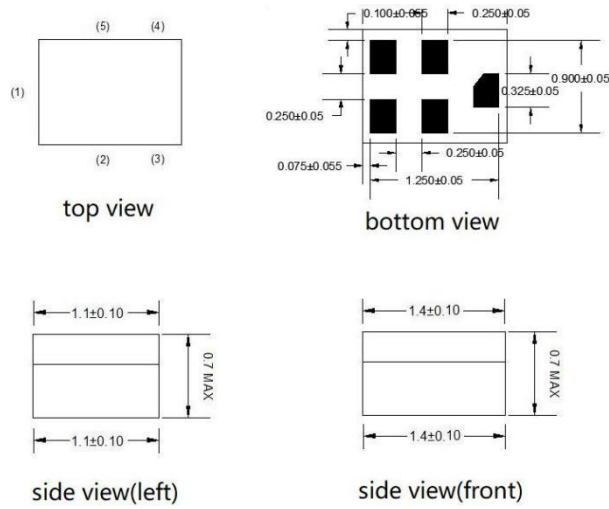 (5) (4)
(1)
(2) (3)
top view
0.100±0.055 0.250±0.05
0.900±0.05
0.325±0.05
0.250±0.05
0.250±0.05
0.075±0.055
1.250±0.05
bottom view
1.1±0.10
0.7 MAX
1.1±0.10
side view(left)
1.4±0.10
0.7 MAX
1.4±0.10
side view(front)